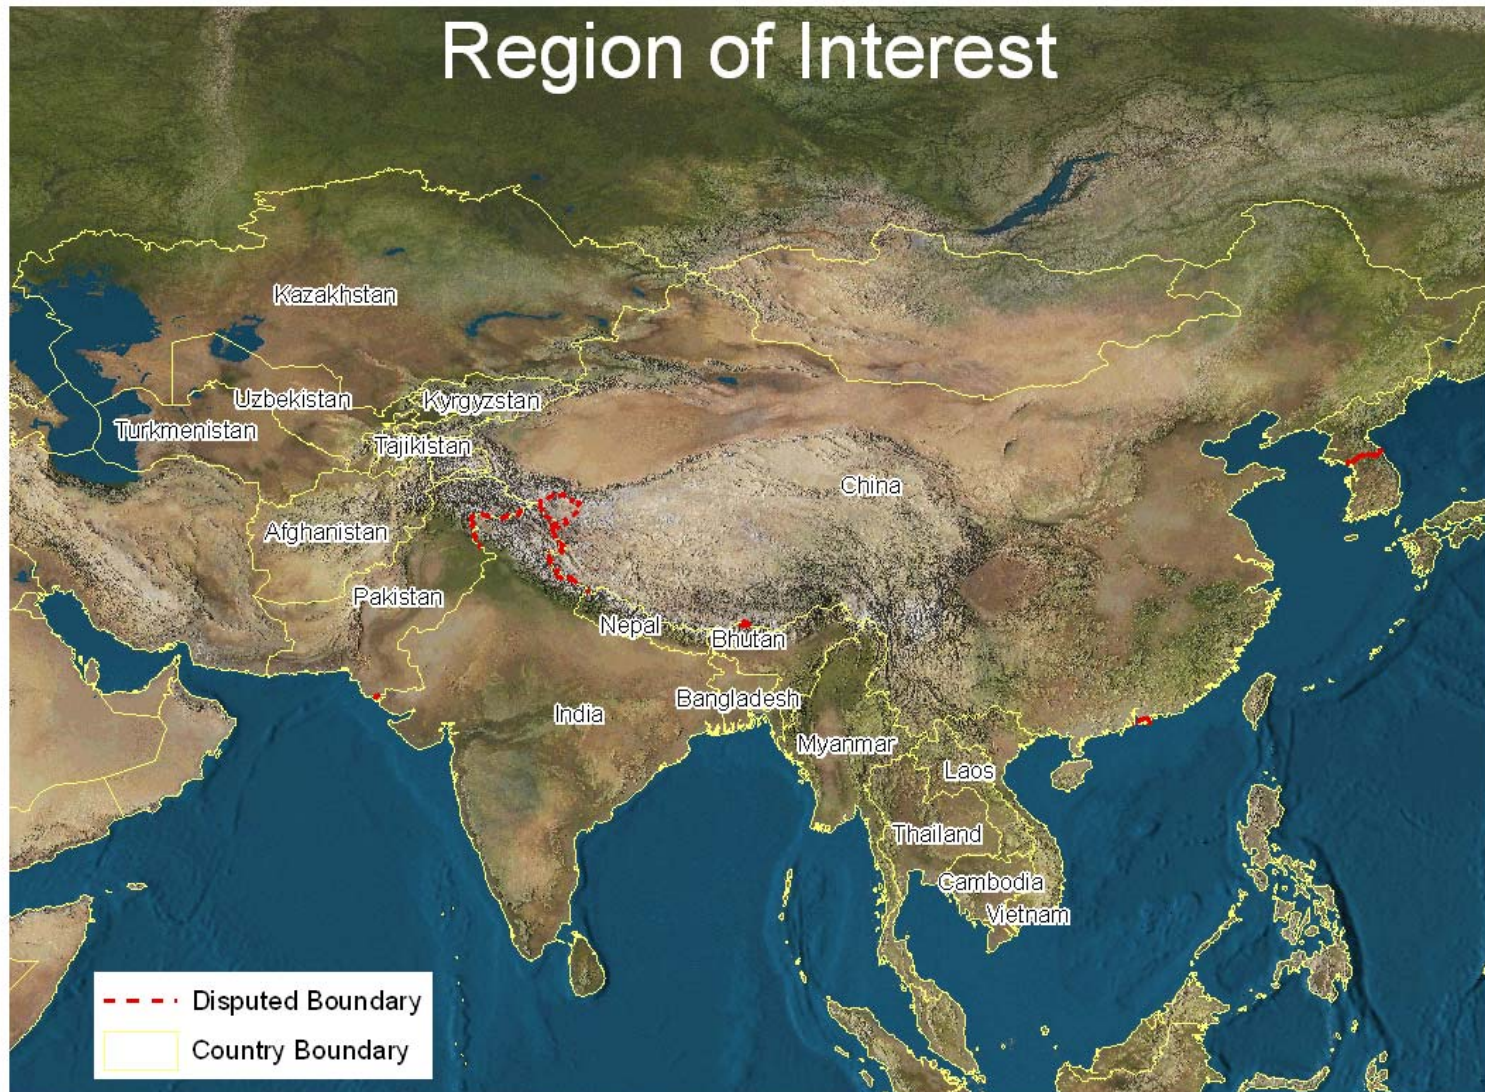 Region of Interest
Kazakhstan
Uzbekistan
Kyrgyzstan
Turkmenistan
Tajikistan
China
Afghanistan
Pakistan
Nepal
Bhutan
Bangladesh
India
Myanmar
Laos
Thailand
Cambodia
Vietnam
Disputed Boundary
Country Boundary